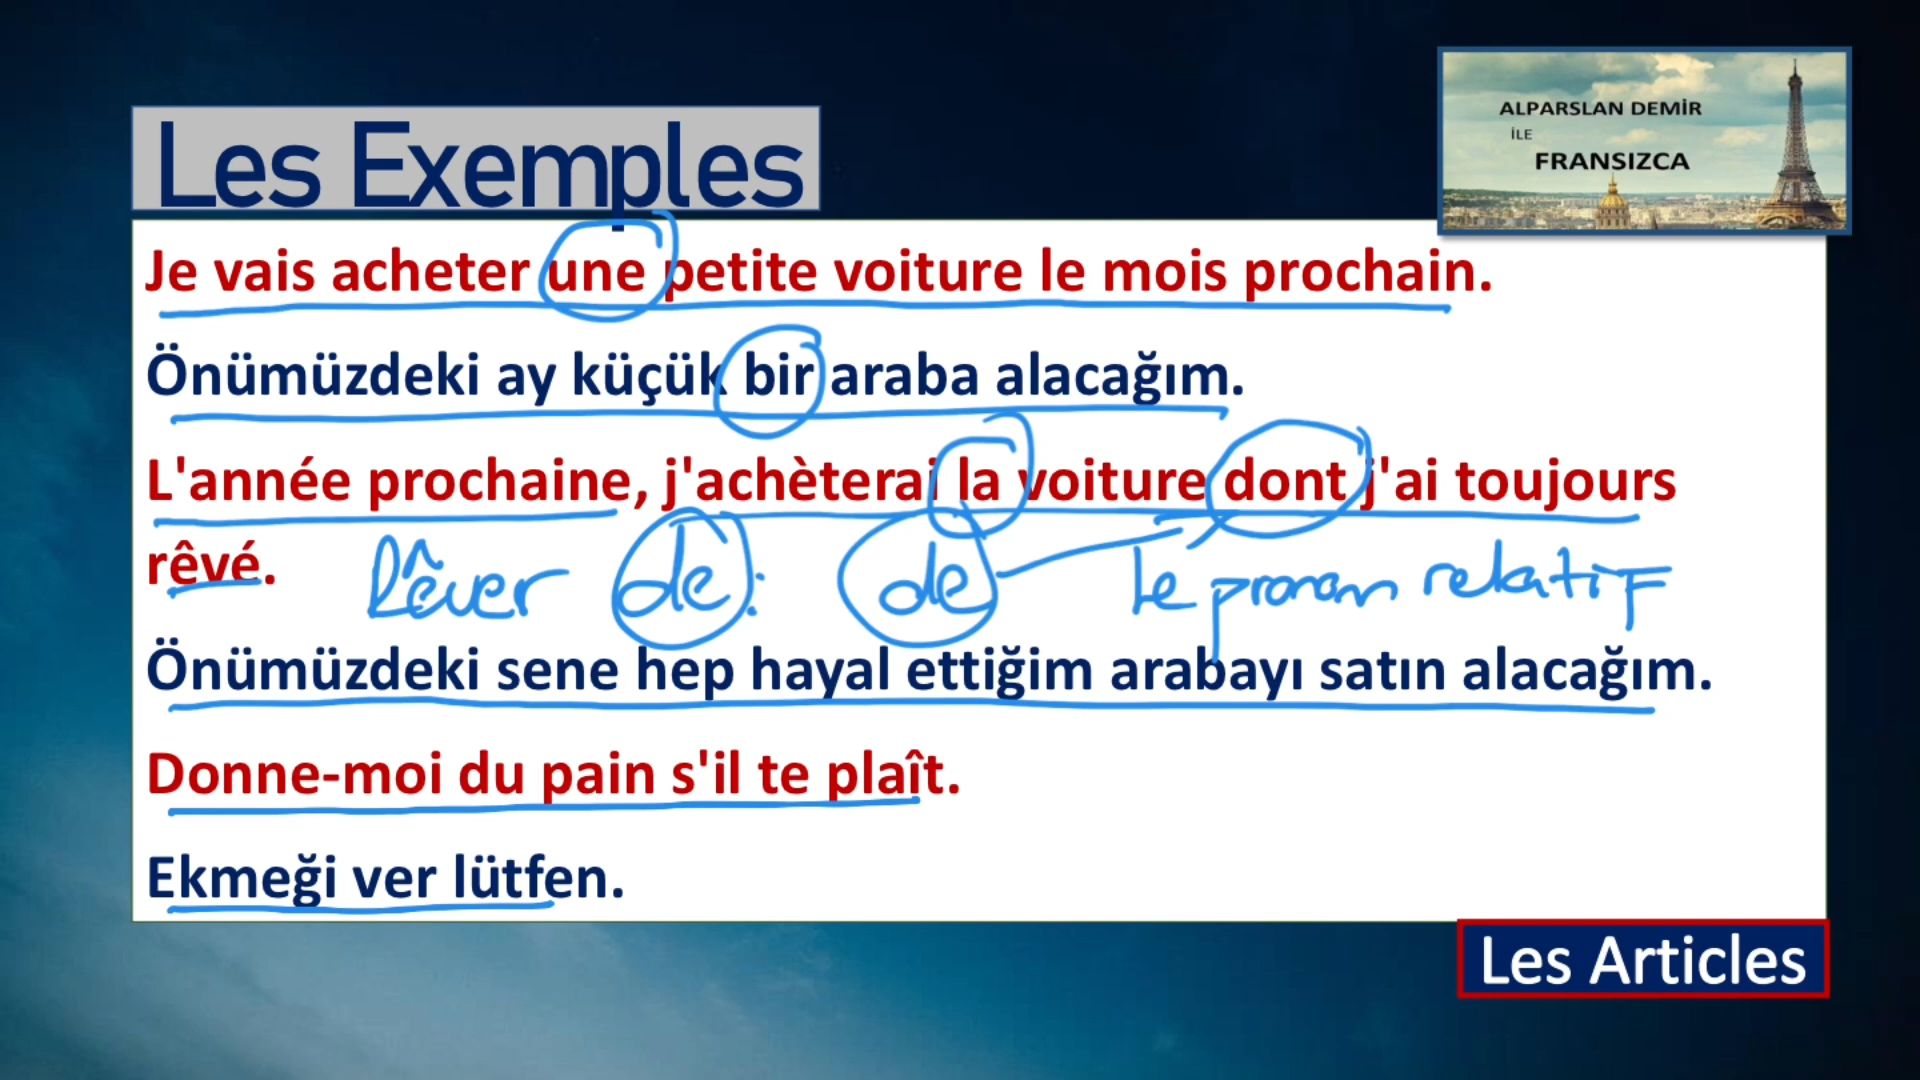 Les Exemples
ALPARSLAN DEMİR
İLE
FRANSIZCA
Je vais acheter une petite voiture le mois prochain.
Önümüzdeki ay küçük bir araba alacağım.
L'année prochaine, j'achèterai la voiture dont j'ai toujours
rêvé.
Rêver de: de Le pronom relatif
Önümüzdeki sene hep hayal ettiğim arabayı satın alacağım.
Donne-moi du pain s'il te plaît.
Ekmeği ver lütfen.
Les Articles